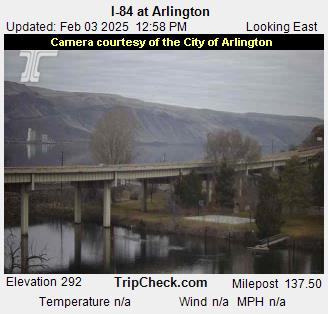 I-84 at Arlington
Updated: Feb 03 2025 12:58 PM Looking East
Camera courtesy of the City of Arlington
Elevation 292 TripCheck.com Milepost 137.50
Temperature n/a Wind n/a MPH n/a